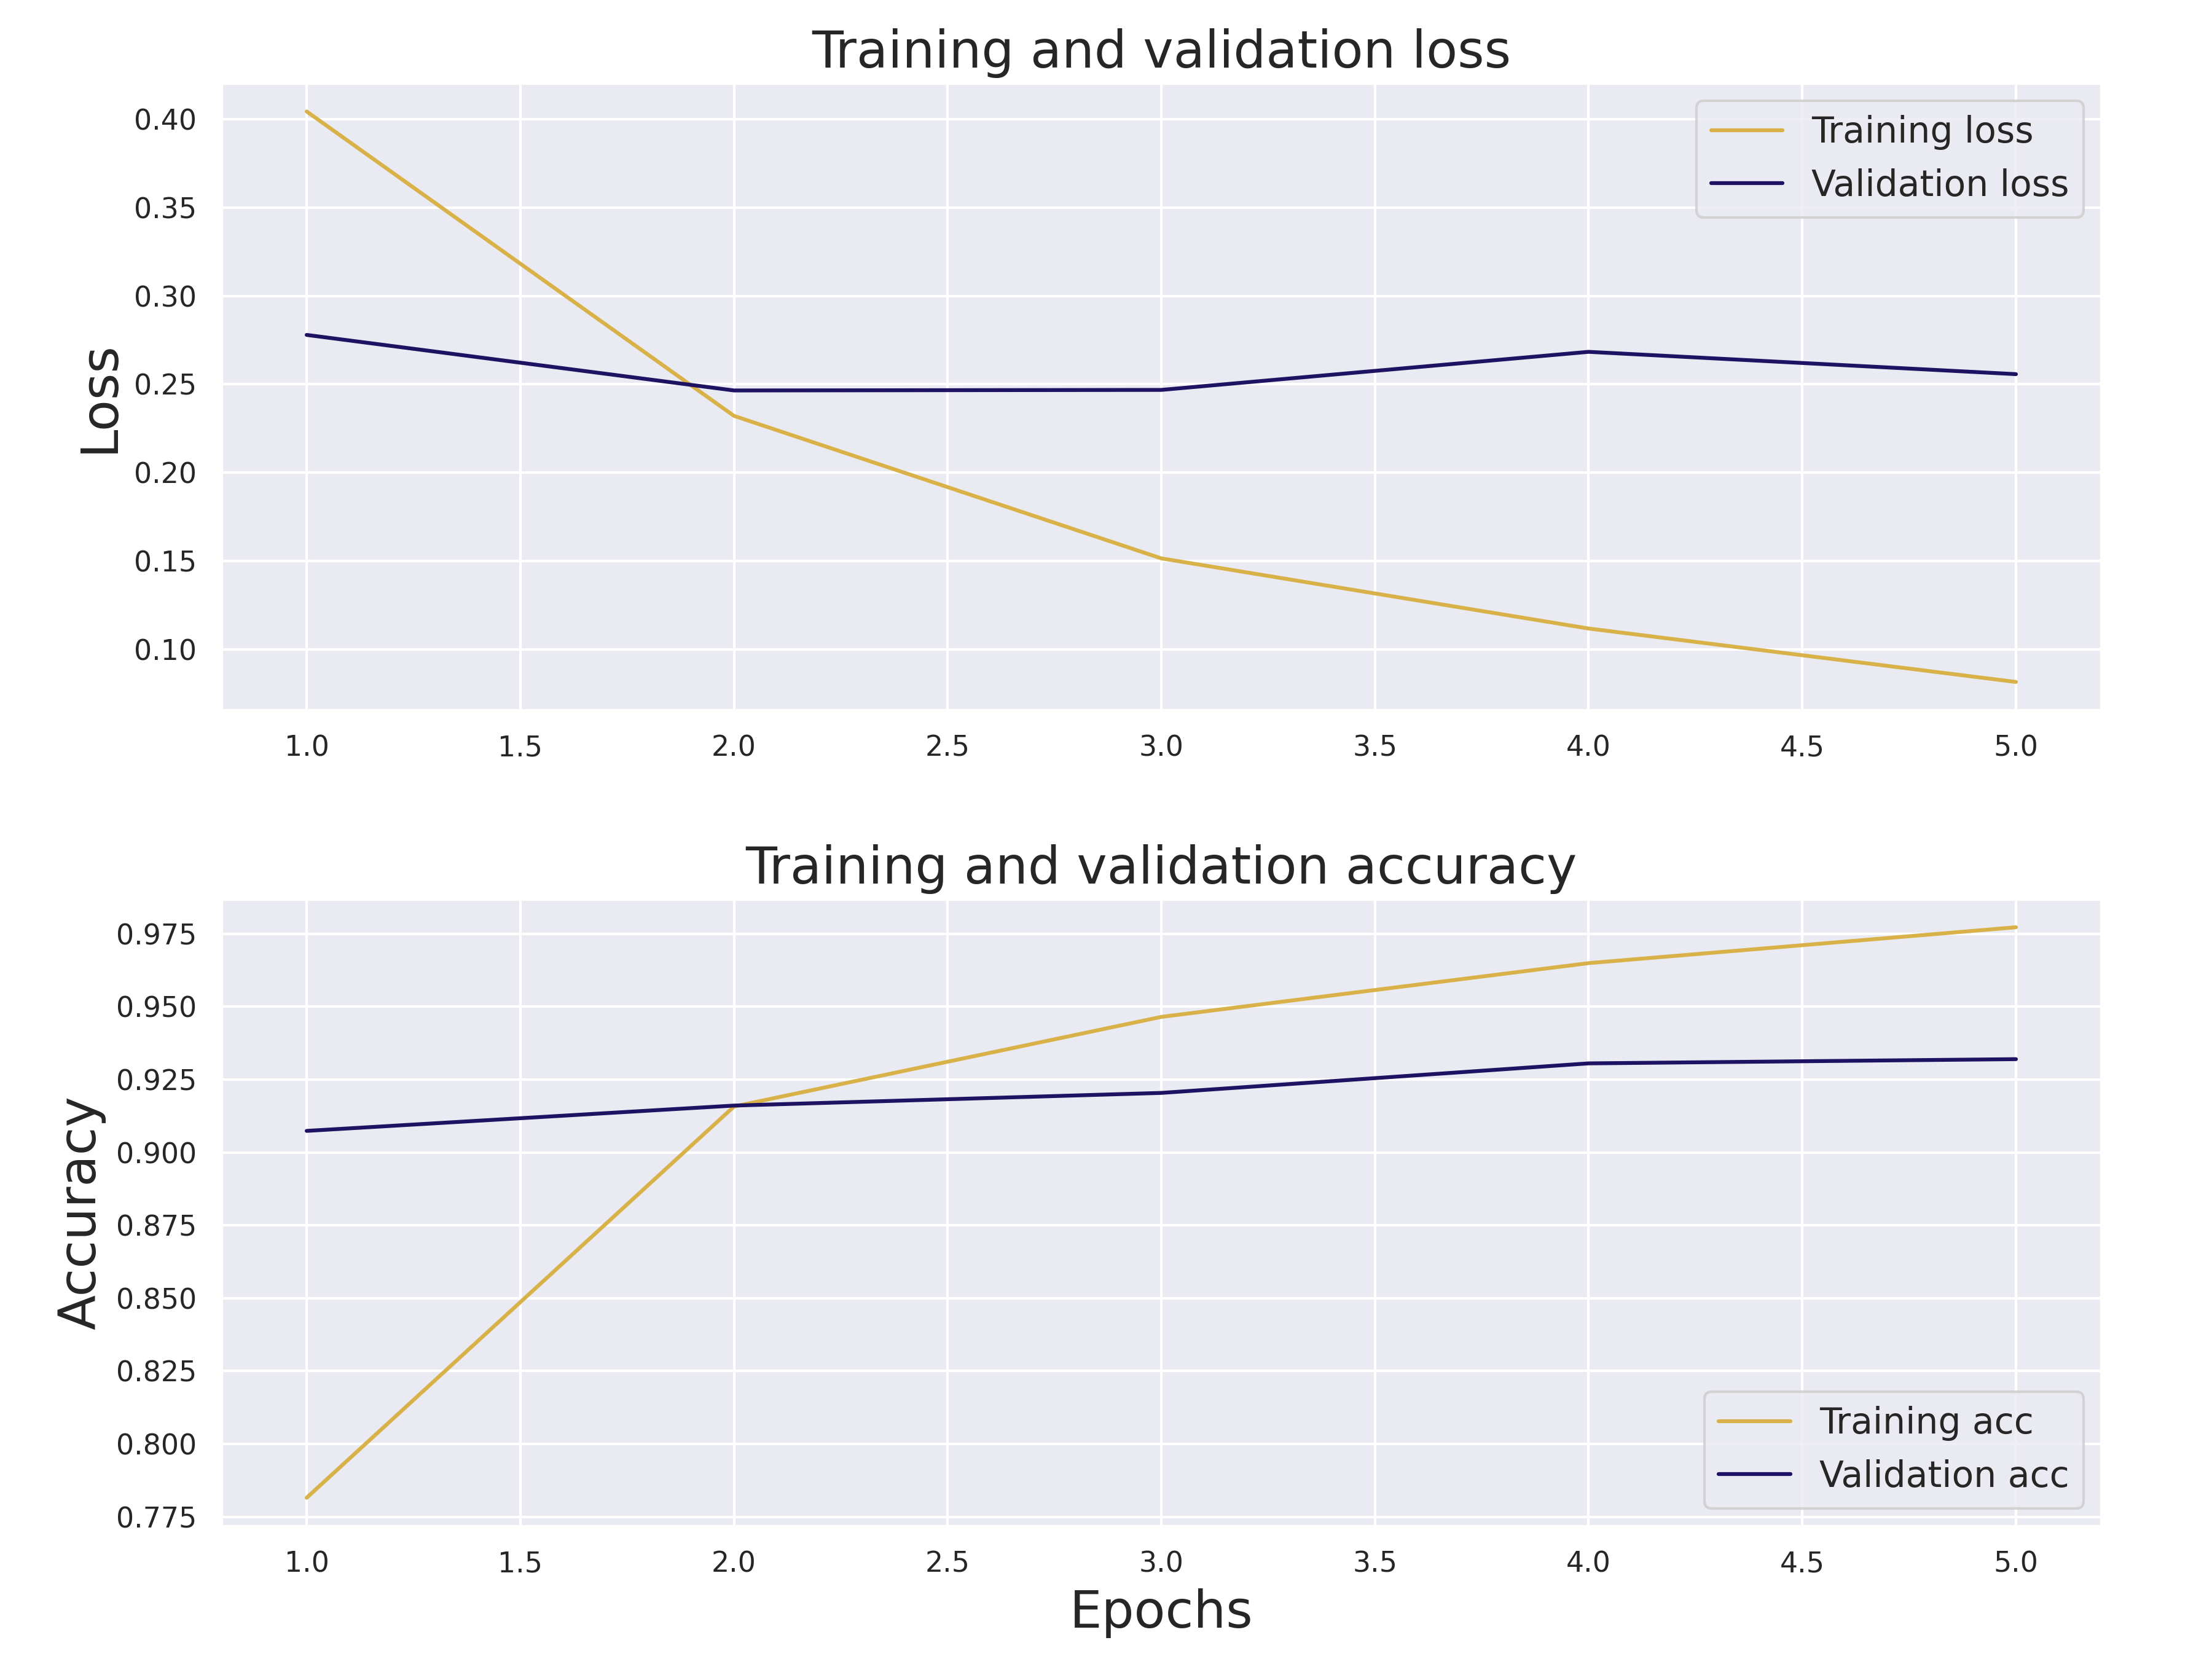 Training and validation loss
Loss
0.40
0.35
0.30
0.25
0.20
0.15
0.10
Training loss
Validation loss
1.0 1.5 2.0 2.5 3.0 3.5 4.0 4.5 5.0
Training and validation accuracy
Accuracy
0.975
0.950
0.925
0.900
0.875
0.850
0.825
0.800
0.775
Training acc
Validation acc
1.0 1.5 2.0 2.5 3.0 3.5 4.0 4.5 5.0
Epochs